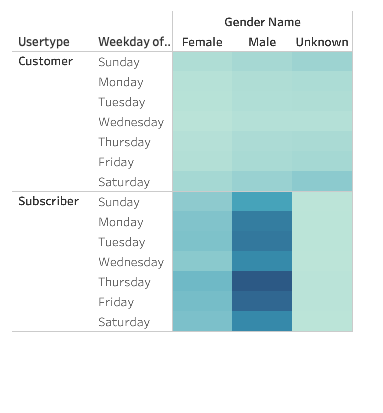 Gender Name
Usertype Weekday of.. Female Male Unknown
Customer Sunday
Monday
Tuesday
Wednesday
Thursday
Friday
Saturday
Subscriber Sunday
Monday
Tuesday
Wednesday
Thursday
Friday
Saturday